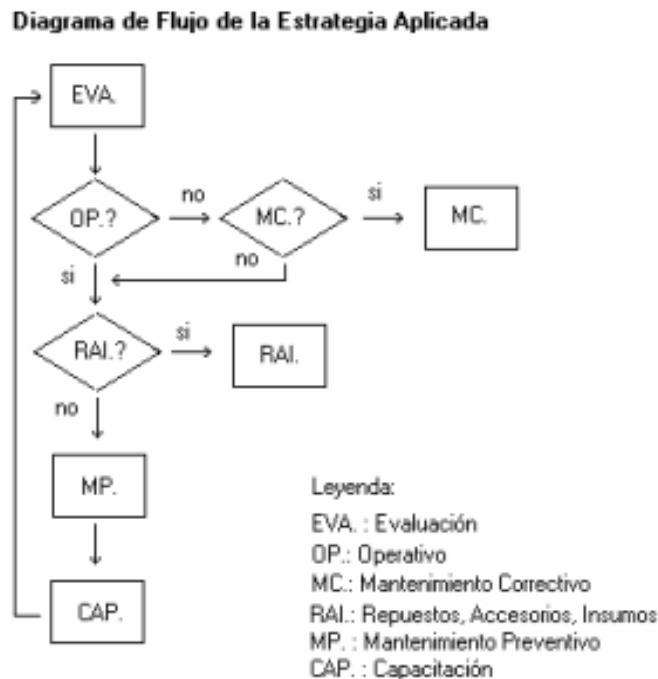 Diagrama de Flujo de la Estrategia Aplicada
EVA.
OP.?
no
MC.?
si
MC.
si
no
RAI.?
si
RAI.
no
MP.
CAP.
Leyenda:
EVA. : Evaluación
OP.: Operativo
MC.: Mantenimiento Correctivo
RAI.: Repuestos, Accesorios, Insumos
MP. : Mantenimiento Preventivo
CAP. : Capacitación